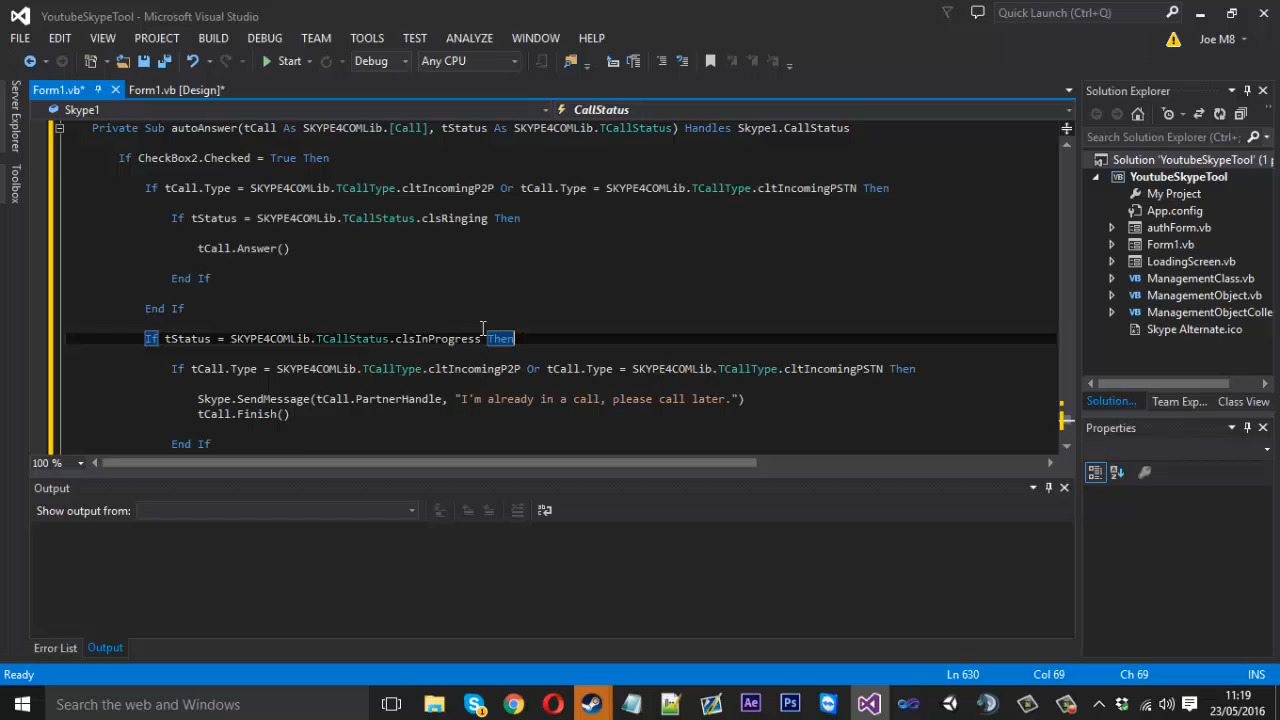 YoutubeSkypeTool - Microsoft Visual Studio
Quick Launch (Ctrl+Q)
FILE EDIT VIEW PROJECT BUILD DEBUG TEAM TOOLS TEST ANALYZE WINDOW HELP
Joe M8
Start Debug Any CPU
Server Explorer
Toolbox
Form1.vb* Form1.vb [Design]*
Skype1 CallStatus
Private Sub autoAnswer(tCall As SKYPE4COMLib.[Call], tStatus As SKYPE4COMLib.TCallStatus) Handles Skype1.CallStatus
If CheckBox2.Checked = True Then
If tCall.Type = SKYPE4COMLib.TCallType.cltIncomingP2P Or tCall.Type = SKYPE4COMLib.TCallType.cltIncomingPSTN Then
If tStatus = SKYPE4COMLib.TCallStatus.clsRinging Then
tCall.Answer()
End If
End If
If tStatus = SKYPE4COMLib.TCallStatus.clsInProgress Then
If tCall.Type = SKYPE4COMLib.TCallType.cltIncomingP2P Or tCall.Type = SKYPE4COMLib.TCallType.cltIncomingPSTN Then
Skype.SendMessage(tCall.PartnerHandle, "I'm already in a call, please call later.")
tCall.Finish()
End If
100 %
Output
Show output from:
Error List Output
Solution Explorer
Search Solution Explorer (Ctrl+;
Solution 'YoutubeSkypeTool' (1 p
YoutubeSkypeTool
My Project
App.config
authForm.vb
Form1.vb
LoadingScreen.vb
ManagementClass.vb
ManagementObject.vb
ManagementObjectColle
Skype Alternate.ico
Solution... Team Exp... Class View
Properties
Ready Ln 630 Col 69 Ch 69 INS
Search the web and Windows
11:19
23/05/2016